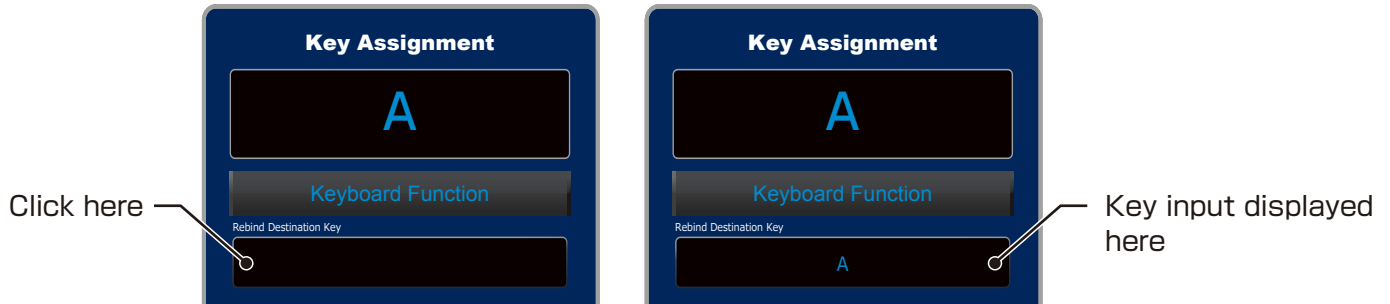 Key Assignment
A
Keyboard Function
Rebind Destination Key
Click here
Key Assignment
A
Keyboard Function
Rebind Destination Key
A
Key input displayed
here